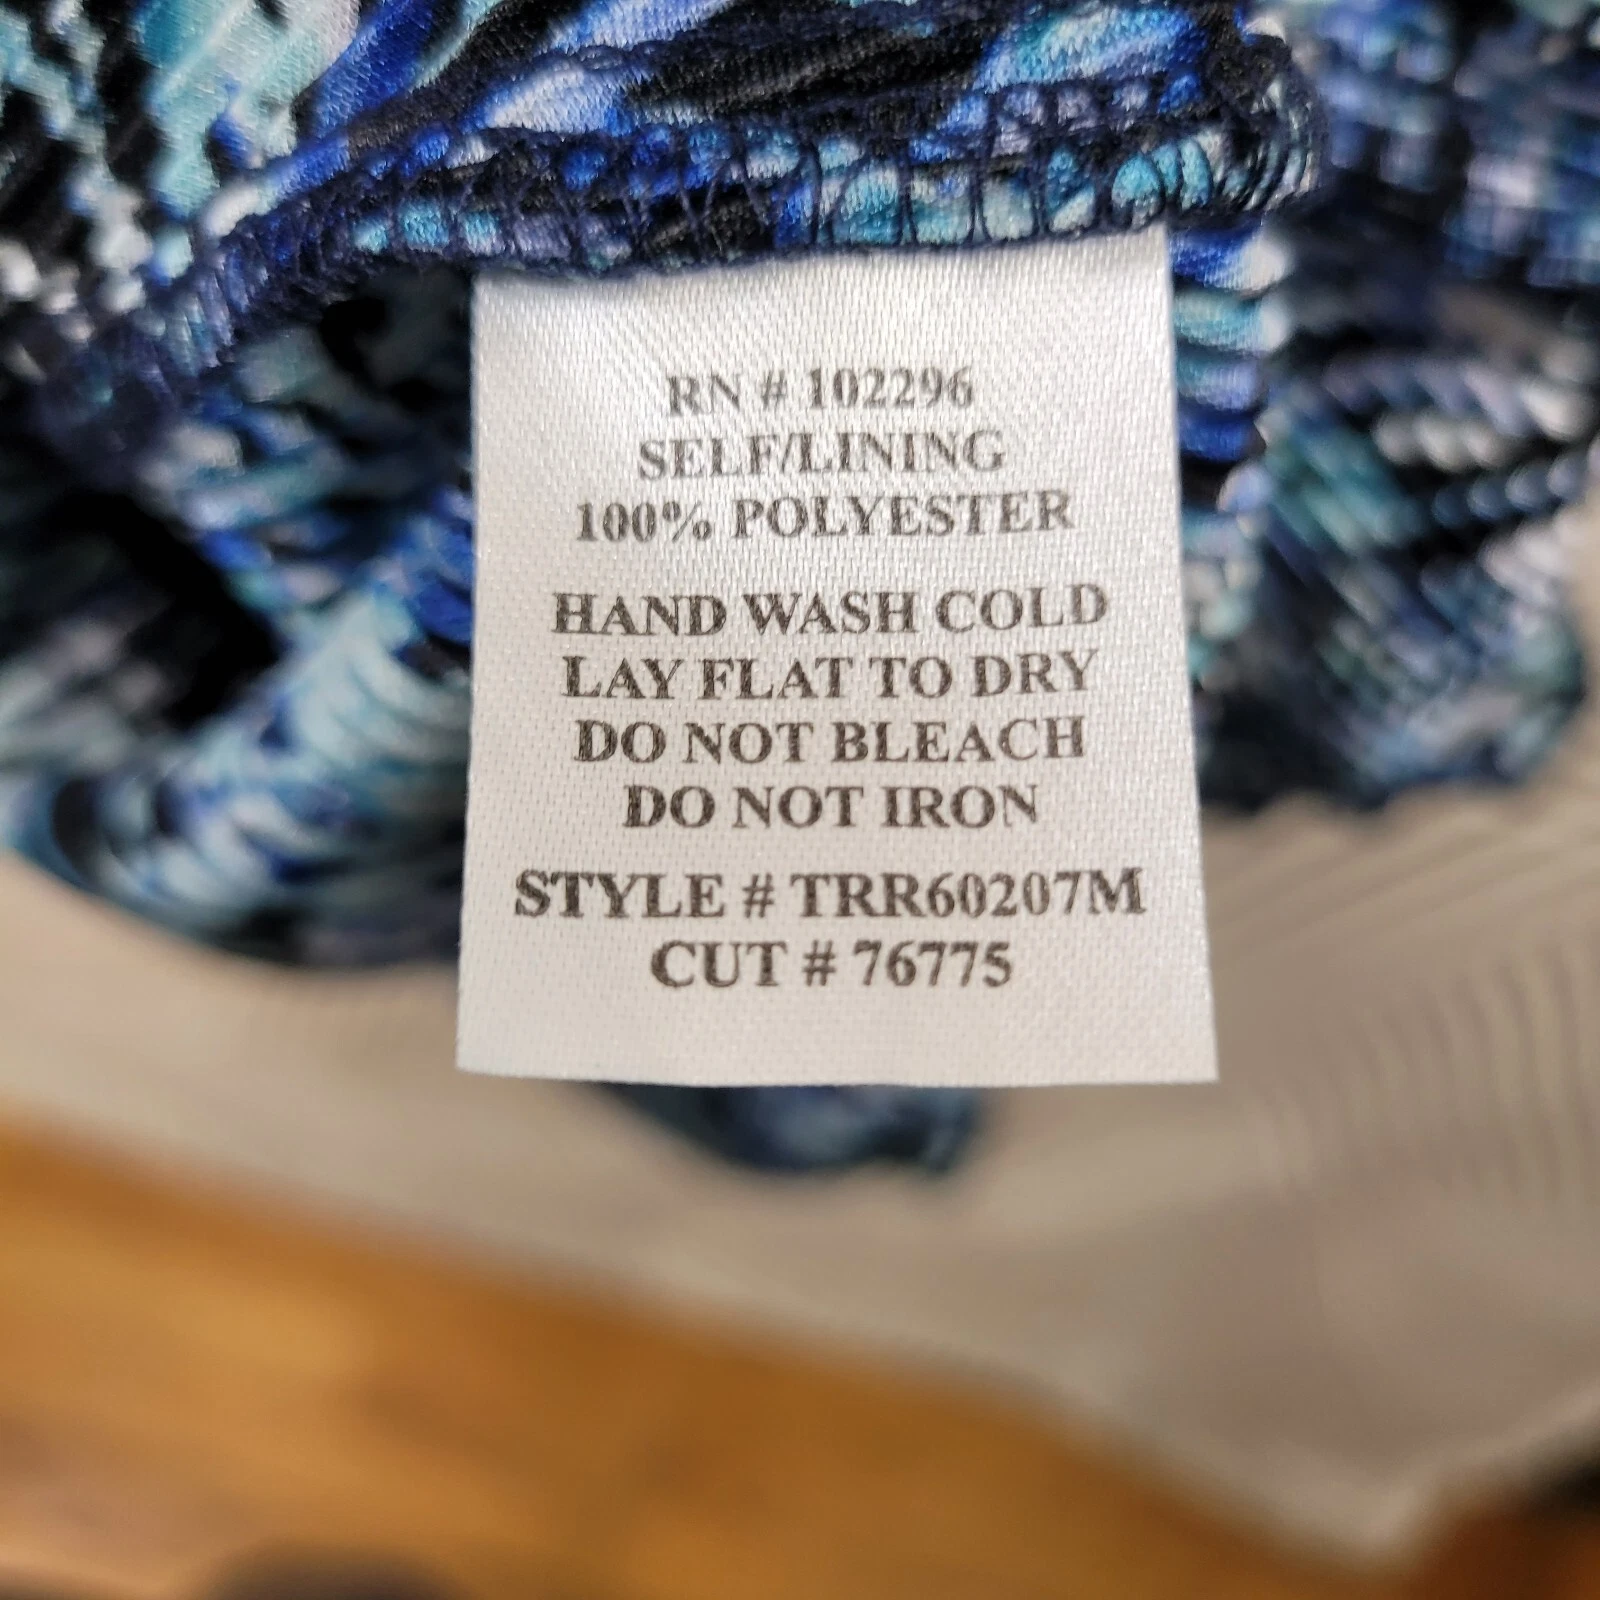 RN # 102296
SELF/LINING
100% POLYESTER
HAND WASH COLD
LAY FLAT TO DRY
DO NOT BLEACH
DO NOT IRON
STYLE # TRR60207M
CUT # 76775